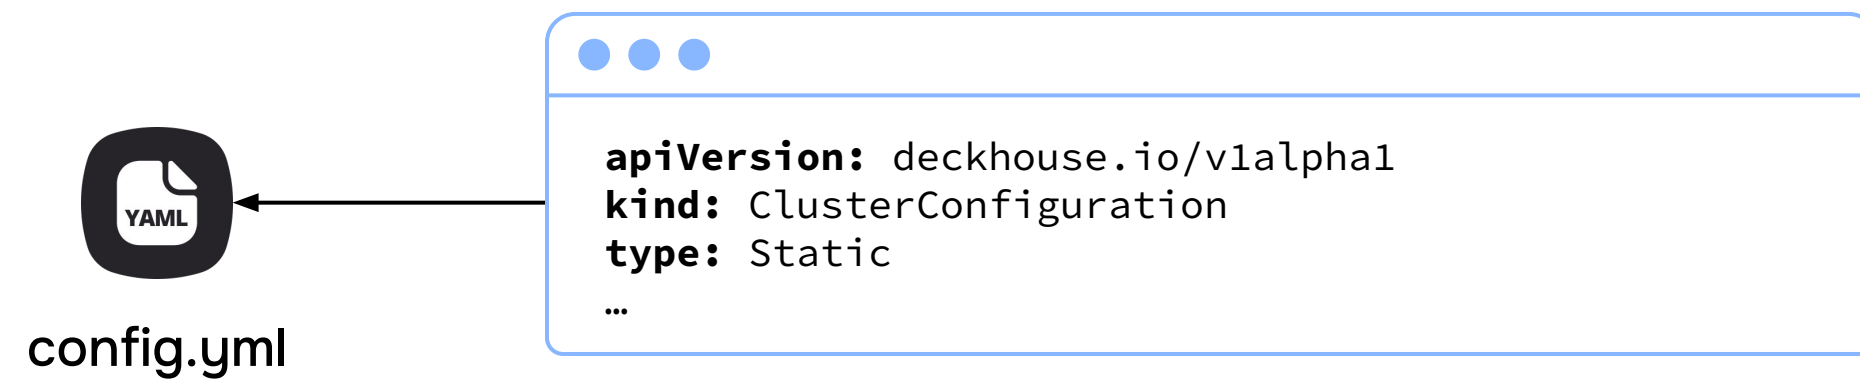 YAML
config.yml
apiVersion: deckhouse.io/v1alpha1
kind: ClusterConfiguration
type: Static
…